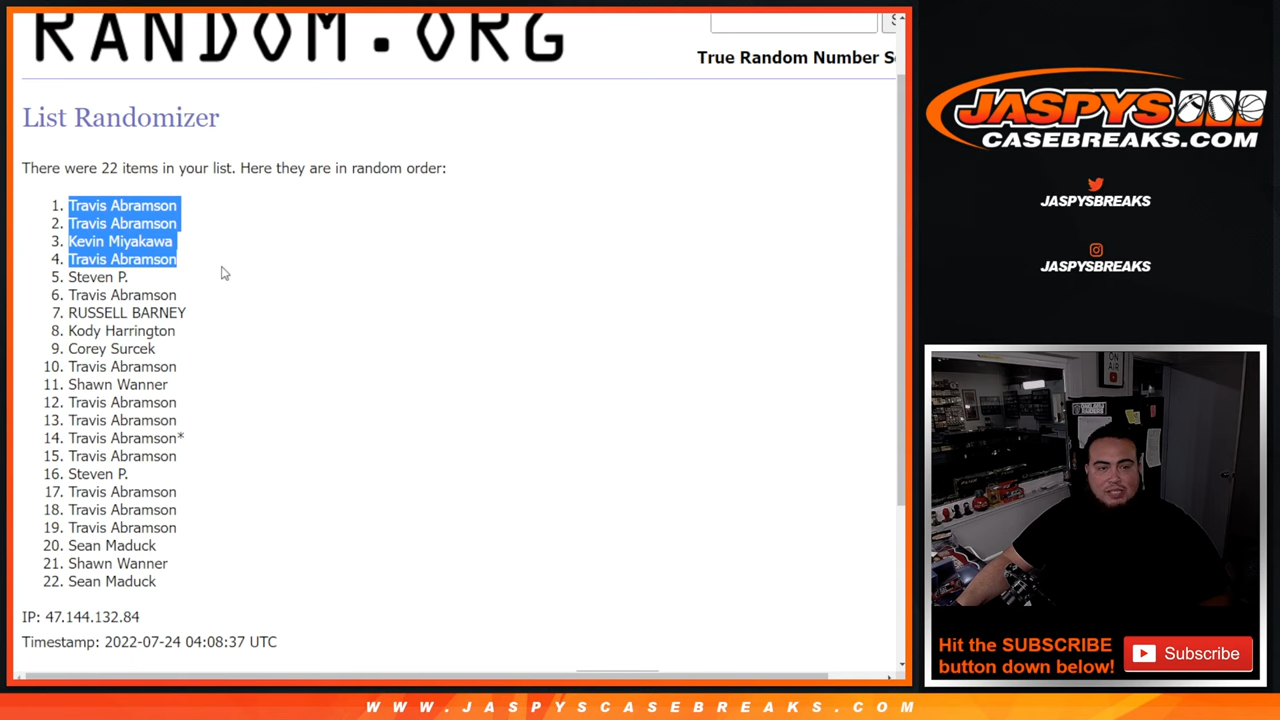 RANDOM.ORG
S
True Random Number S
List Randomizer
There were 22 items in your list. Here they are in random order:
1. Travis Abramson
2. Travis Abramson
3. Kevin Miyakawa
4. Travis Abramson
5. Steven P.
6. Travis Abramson
7. RUSSELL BARNEY
8. Kody Harrington
9. Corey Surcek
10. Travis Abramson
11. Shawn Wanner
12. Travis Abramson
13. Travis Abramson
14. Travis Abramson*
15. Travis Abramson
16. Steven P.
17. Travis Abramson
18. Travis Abramson
19. Travis Abramson
20. Sean Maduck
21. Shawn Wanner
22. Sean Maduck
IP: 47.144.132.84
Timestamp: 2022-07-24 04:08:37 UTC
JASPYS
CASEBREAKS.COM
JASPYSBREAKS
JASPYSBREAKS
ON
AIR
Hit the SUBSCRIBE
button down below!
Subscribe
WWW.JASPYSCASEBREAKS.COM